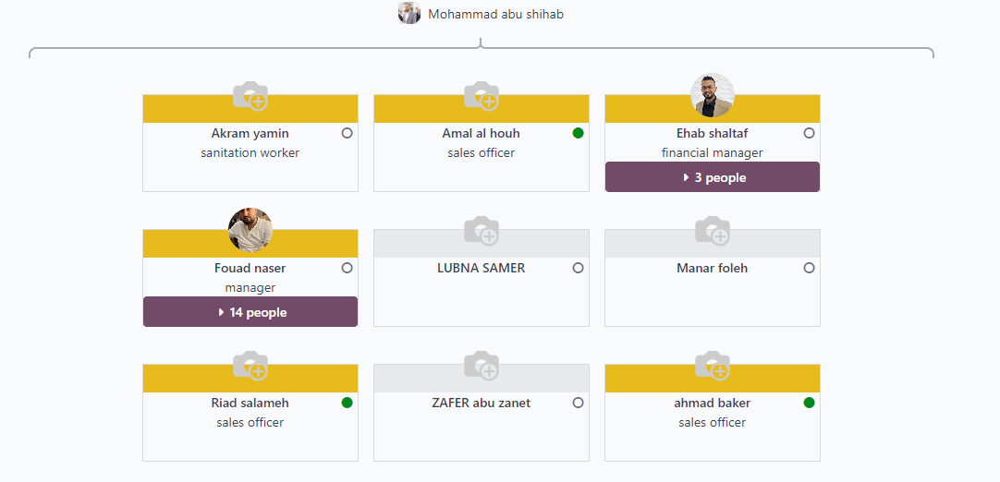 Mohammad abu shihab
Akram yamin
sanitation worker
Amal al houh
sales officer
Ehab shaltaf
financial manager
3 people
Fouad naser
manager
14 people
LUBNA SAMER
Manar foleh
Riad salameh
sales officer
ZAFER abu zanet
ahmad baker
sales officer